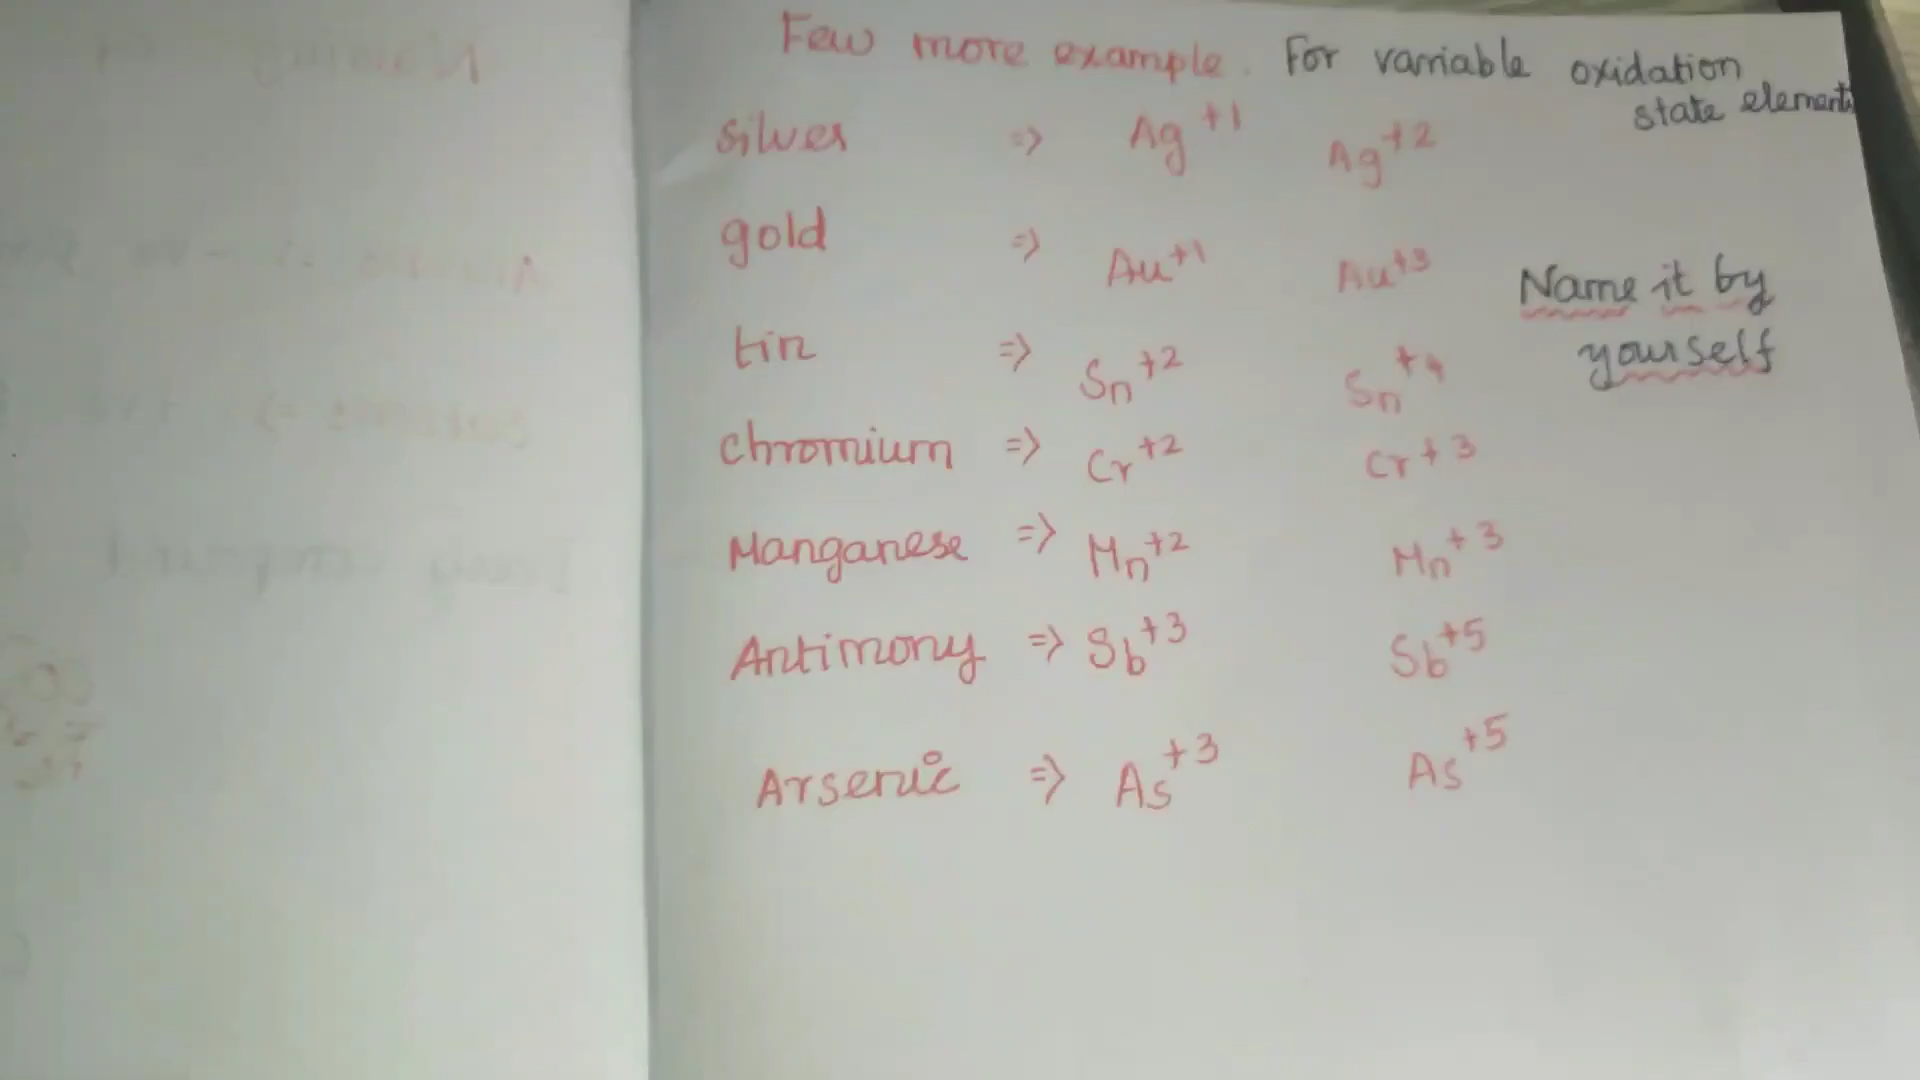 Few more example. For variable oxidation
state element
silver => Ag+1 Ag+2
gold => Au+1 Au+3
Name it by
yourself
tin => Sn+2 Sn+4
chromium => Cr+2 Cr+3
Manganese => Mn+2 Mn+3
Antimony => Sb+3 Sb+5
Arsenic => As+3 As+5